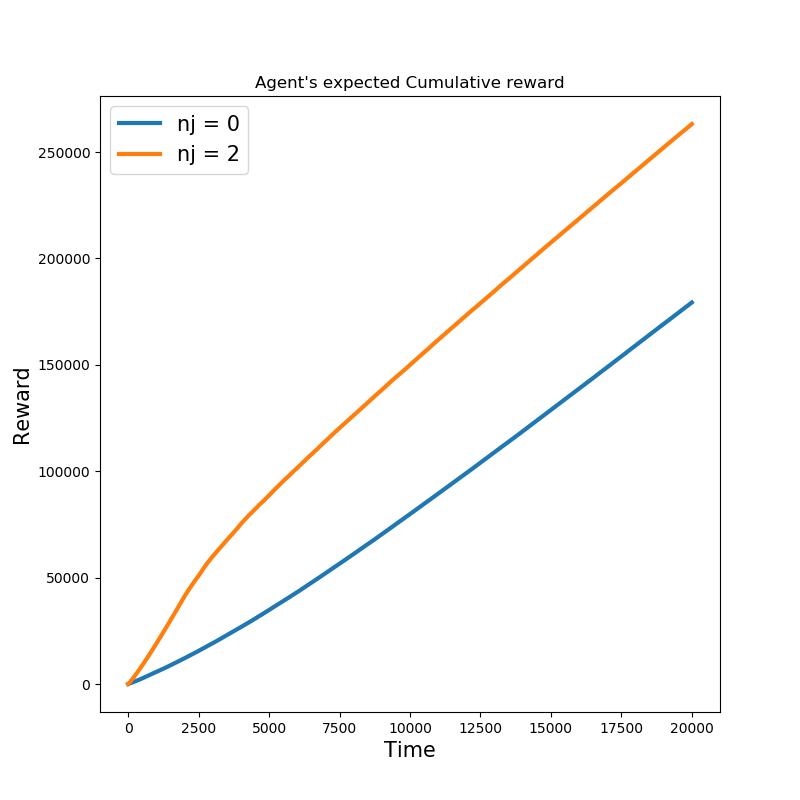 Agent's expected Cumulative reward
nj = 0
nj = 2
250000
200000
150000
100000
50000
0
Reward
0 2500 5000 7500 10000 12500 15000 17500 20000
Time